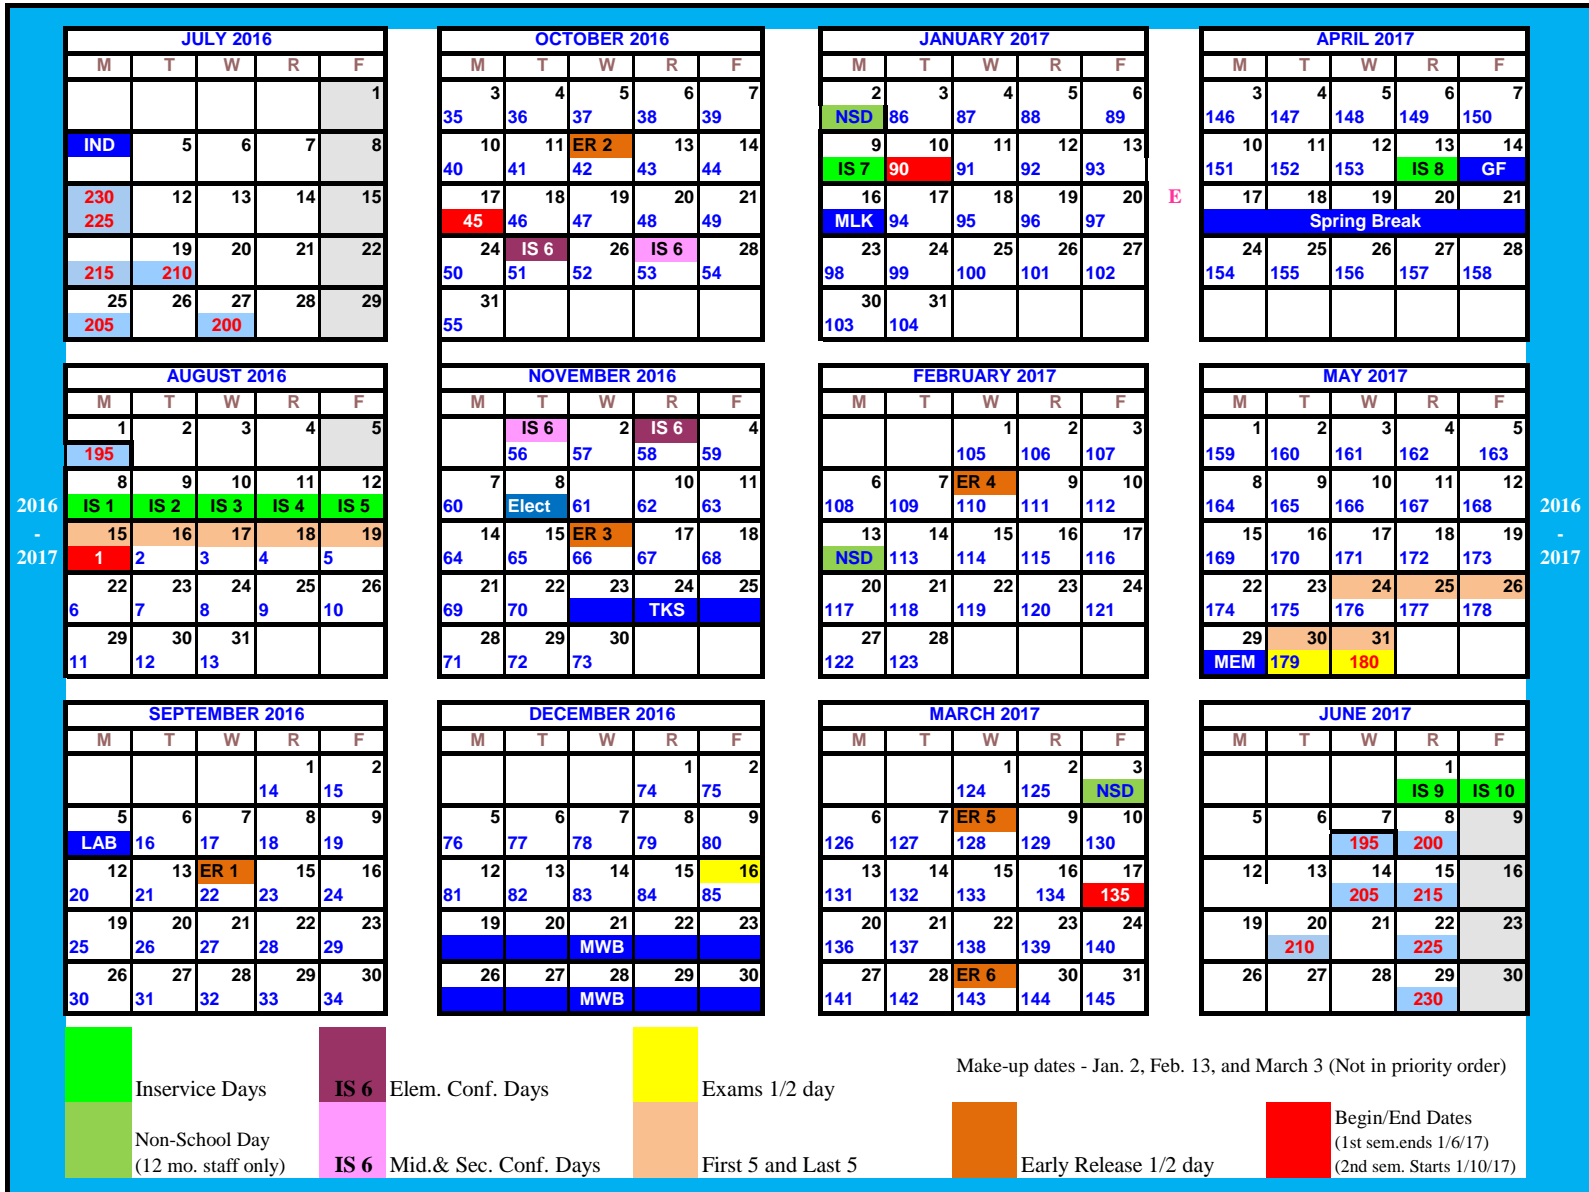 JULY 2016
M T W R F
1
IND 5 6 7 8
230 12 13 14 15
225
19 20 21 22
215 210
25 26 27 28 29
205 200
OCTOBER 2016
M T W R F
3 4 5 6 7
35 36 37 38 39
10 11 ER 2 13 14
40 41 42 43 44
17 18 19 20 21
45 46 47 48 49
24 IS 6 26 IS 6 28
50 51 52 53 54
31
55
JANUARY 2017
M T W R F
2 3 4 5 6
NSD 86 87 88 89
9 10 11 12 13
IS 7 90 91 92 93
16 17 18 19 20
MLK 94 95 96 97
23 24 25 26 27
98 99 100 101 102
30 31
103 104
E
APRIL 2017
M T W R F
3 4 5 6 7
146 147 148 149 150
10 11 12 13 14
151 152 153 IS 8 GF
17 18 19 20 21
Spring Break
24 25 26 27 28
154 155 156 157 158
2016
-
2017
AUGUST 2016
M T W R F
1 2 3 4 5
195
8 9 10 11 12
IS 1 IS 2 IS 3 IS 4 IS 5
15 16 17 18 19
1 2 3 4 5
22 23 24 25 26
6 7 8 9 10
29 30 31
11 12 13
NOVEMBER 2016
M T W R F
IS 6 2 IS 6 4
56 57 58 59
7 8 9 10 11
60 Elect 61 62 63
14 15 ER 3 17 18
64 65 66 67 68
21 22 23 24 25
69 70 TKS
28 29 30
71 72 73
FEBRUARY 2017
M T W R F
1 2 3
105 106 107
6 7 ER 4 9 10
108 109 110 111 112
13 14 15 16 17
NSD 113 114 115 116
20 21 22 23 24
117 118 119 120 121
27 28
122 123
MAY 2017
M T W R F
1 2 3 4 5
159 160 161 162 163
8 9 10 11 12
164 165 166 167 168
15 16 17 18 19
169 170 171 172 173
22 23 24 25 26
174 175 176 177 178
29 30 31
MEM 179 180
2016
-
2017
SEPTEMBER 2016
M T W R F
1 2
14 15
5 6 7 8 9
LAB 16 17 18 19
12 13 ER 1 15 16
20 21 22 23 24
19 20 21 22 23
25 26 27 28 29
26 27 28 29 30
30 31 32 33 34
DECEMBER 2016
M T W R F
1 2
74 75
5 6 7 8 9
76 77 78 79 80
12 13 14 15 16
81 82 83 84 85
19 20 21 22 23
MWB
26 27 28 29 30
MWB
MARCH 2017
M T W R F
1 2 3
124 125 NSD
6 7 ER 5 9 10
126 127 128 129 130
13 14 15 16 17
131 132 133 134 135
20 21 22 23 24
136 137 138 139 140
27 28 ER 6 30 31
141 142 143 144 145
JUNE 2017
M T W R F
1
IS 9 IS 10
5 6 7 8 9
195 200
12 13 14 15 16
205 215
19 20 21 22 23
210 225
26 27 28 29 30
230
Inservice Days
IS 6 Elem. Conf. Days
Exams 1/2 day
Make-up dates - Jan. 2, Feb. 13, and March 3 (Not in priority order)
Non-School Day
(12 mo. staff only)
IS 6 Mid.& Sec. Conf. Days
First 5 and Last 5
Early Release 1/2 day
Begin/End Dates
(1st sem.ends 1/6/17)
(2nd sem. Starts 1/10/17)